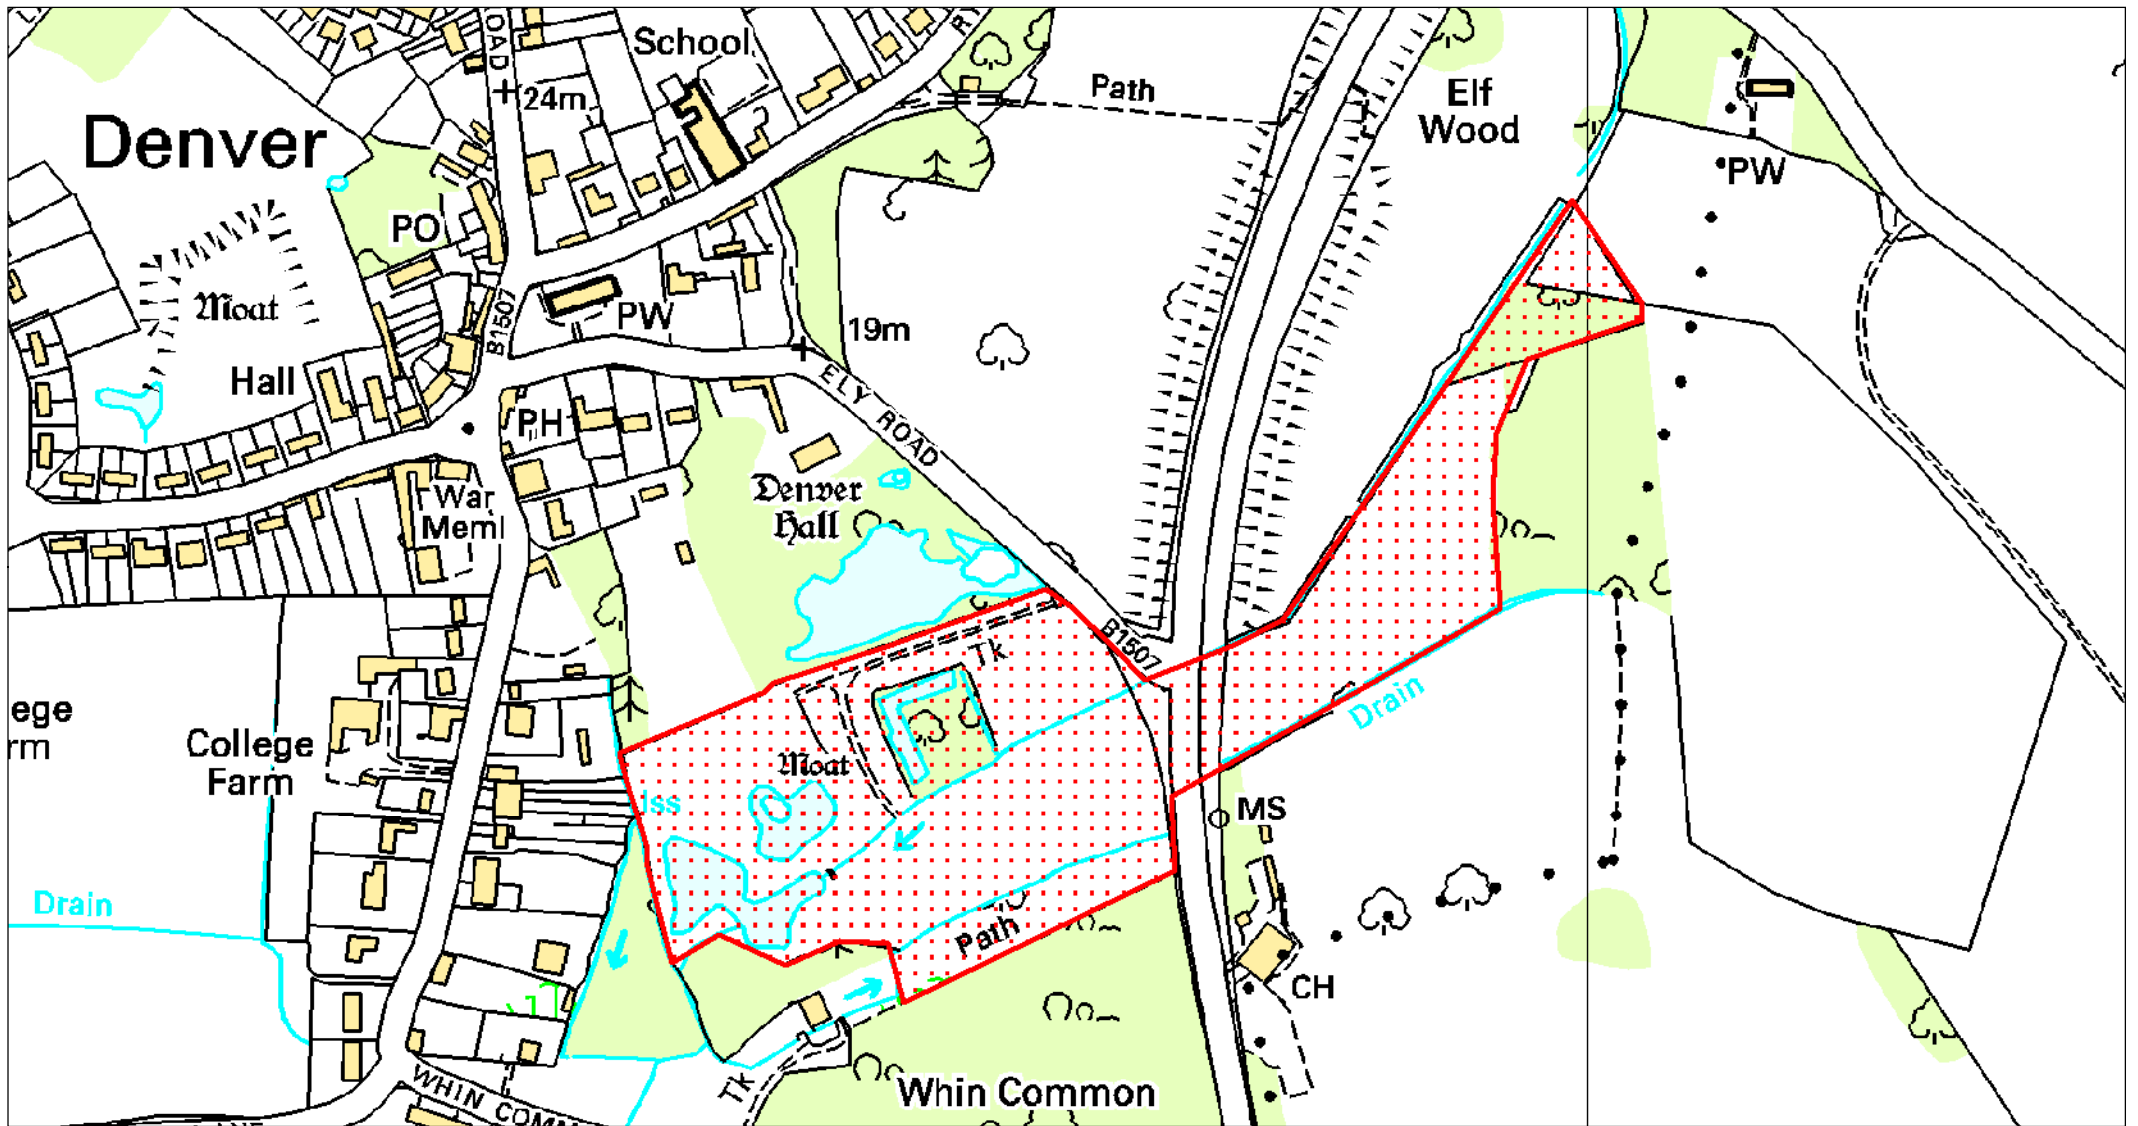 School
OAD
24m
Path
Elf
Wood
Denver
PW
PO
Moat
B1507
PW
19m
Hall
ELY ROAD
PH
War
Meml
Denver
Hall
B1507
Tk
ege
rm
College
Farm
Moat
Drain
Iss
MS
Drain
Path
CH
Tk
WHIN COMM
Whin Common